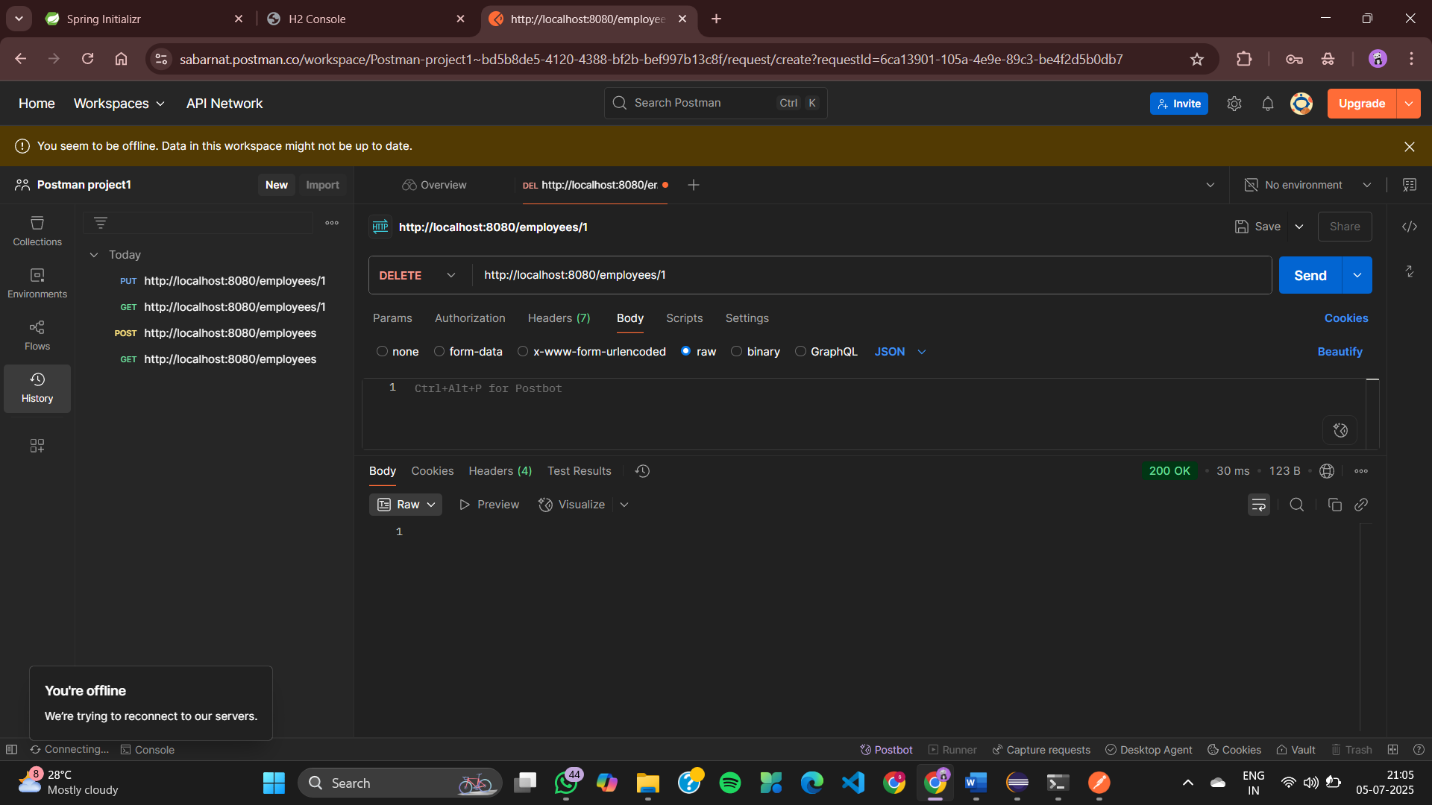 Spring Initializr
H2 Console
http://localhost:8080/employee
sabarnat.postman.co/workspace/Postman-project1~bd5b8de5-4120-4388-bf2b-bef997b13c8f/request/create?requestId=6ca13901-105a-4e9e-89c3-be4f2d5b0db7
Home Workspaces API Network
Search Postman Ctrl K
Invite Upgrade
You seem to be offline. Data in this workspace might not be up to date.
Postman project1 New Import
Overview DEL http://localhost:8080/er No environment
Collections
Environments
Flows
History
Today
PUT http://localhost:8080/employees/1
GET http://localhost:8080/employees/1
POST http://localhost:8080/employees
GET http://localhost:8080/employees
HTTP http://localhost:8080/employees/1 Save Share
DELETE http://localhost:8080/employees/1 Send
Params Authorization Headers (7) Body Scripts Settings Cookies
none form-data x-www-form-urlencoded raw binary GraphQL JSON Beautify
1 Ctrl+Alt+P for Postbot
Body Cookies Headers (4) Test Results 200 OK • 30 ms • 123 B •
Raw Preview Visualize
1
You're offline
We're trying to reconnect to our servers.
Connecting... Console Postbot Runner Capture requests Desktop Agent Cookies Vault Trash
8 28°C
Mostly cloudy
Search
44
ENG
IN
21:05
05-07-2025